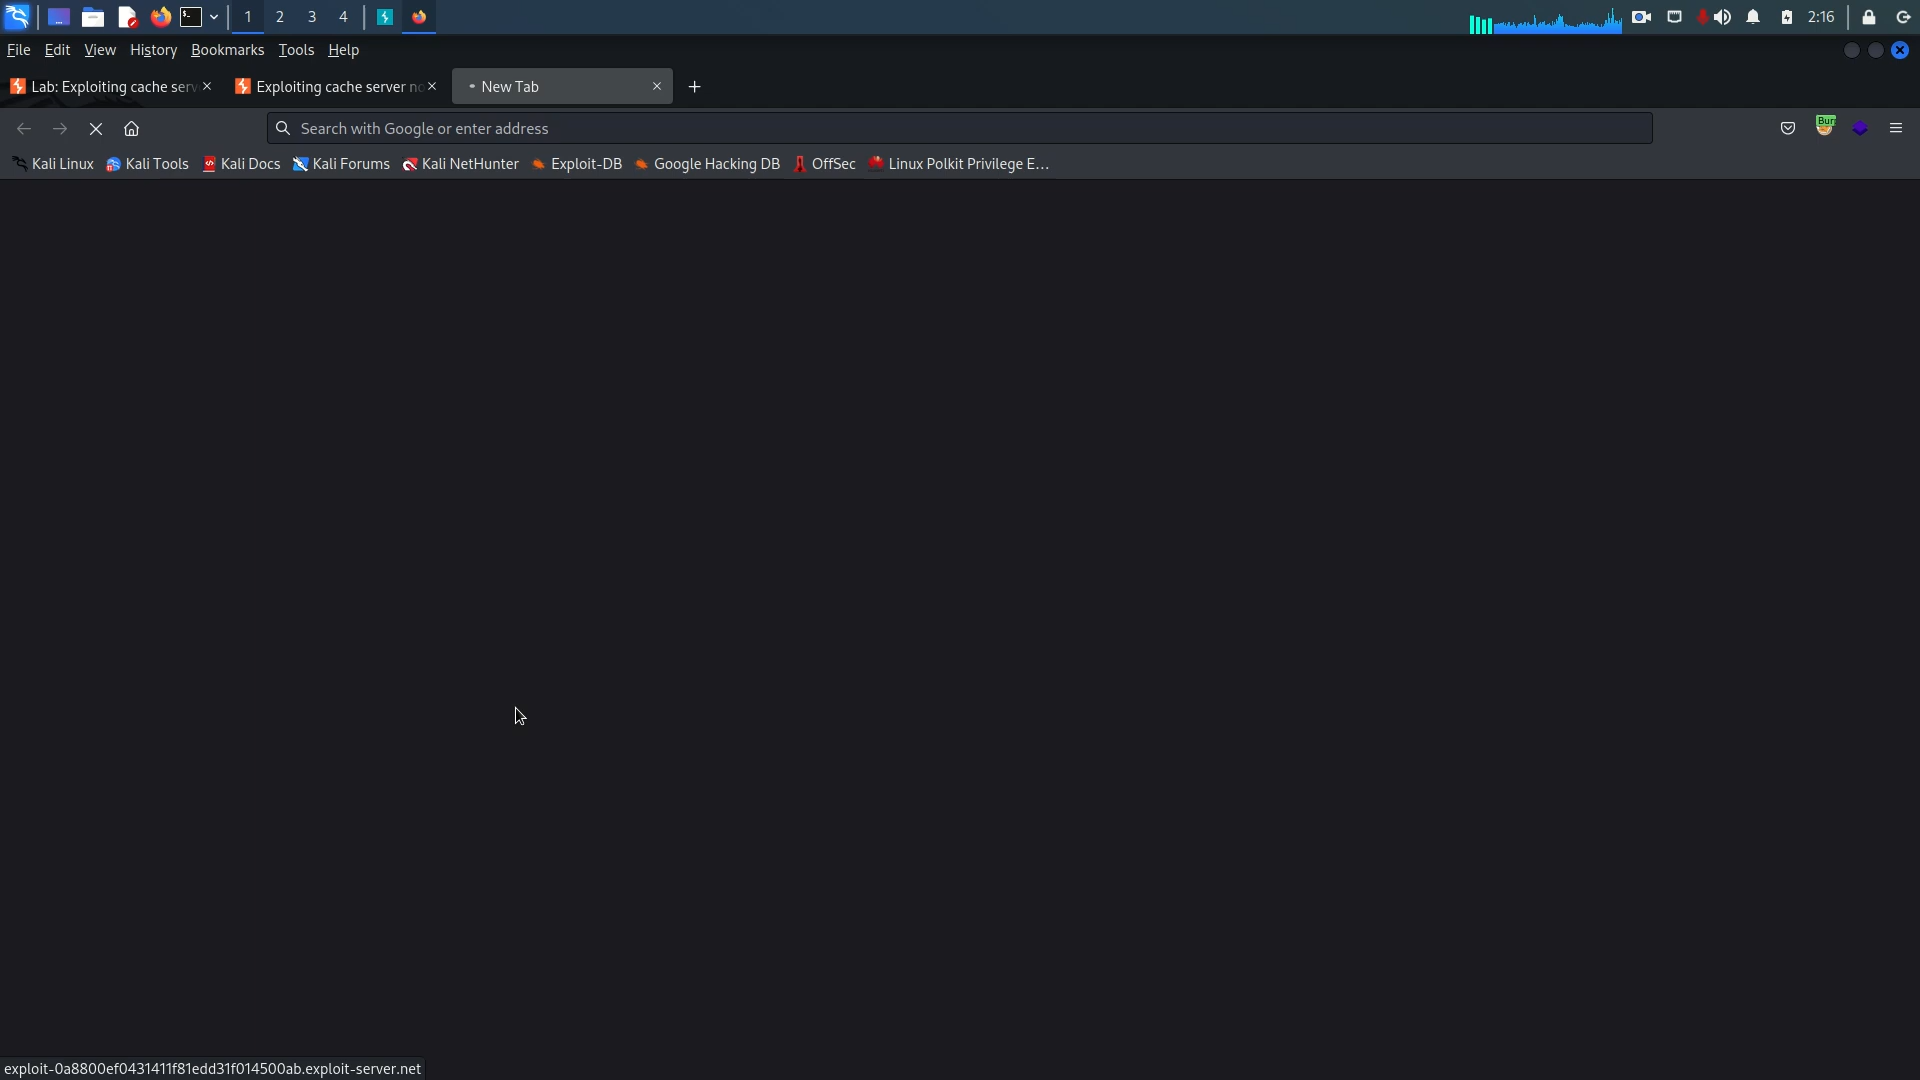 1 2 3 4 2:16
File Edit View History Bookmarks Tools Help
Lab: Exploiting cache serv Exploiting cache server no New Tab
Search with Google or enter address
Burp
Kali Linux Kali Tools Kali Docs Kali Forums Kali NetHunter Exploit-DB Google Hacking DB OffSec Linux Polkit Privilege E...
exploit-0a8800ef0431411f81edd31f014500ab.exploit-server.net